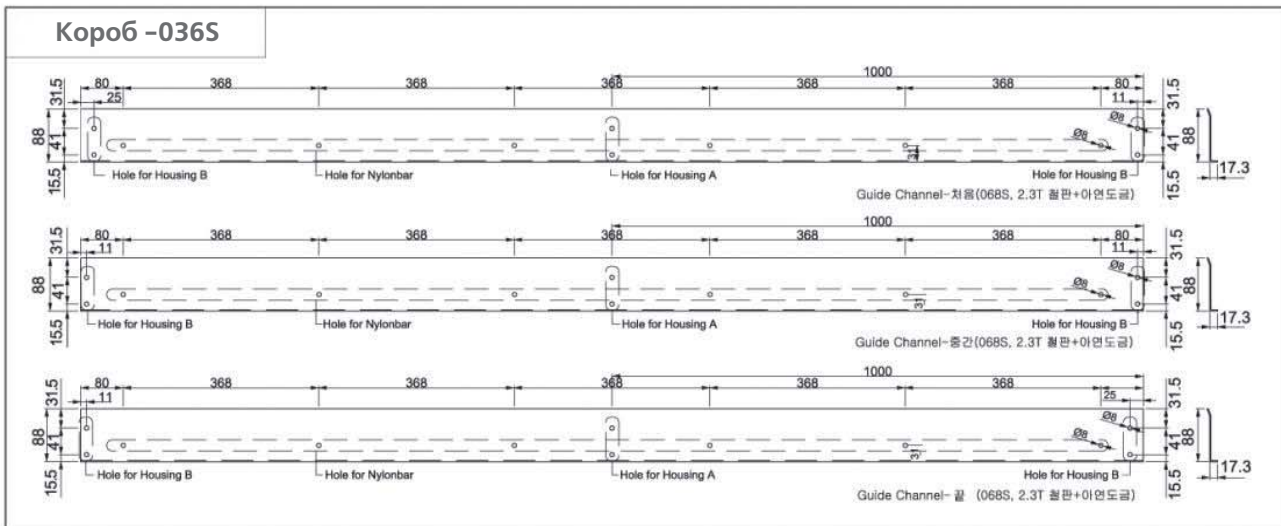 Короб -036S
1000
80 368 368 368 368 368 80
31.5 25 11 31.5
88 41 Ø8 Ø8 41 88
31
15.5 15.5 17.3
Hole for Housing B Hole for Nylonbar Hole for Housing A Hole for Housing B
Guide Channel-처음(068S, 2.3T 철판+아연도금)
1000
80 368 368 368 368 368 80
31.5 11 11 31.5
88 41 Ø8 Ø8 41 88
31
15.5 15.5 17.3
Hole for Housing B Hole for Nylonbar Hole for Housing A Hole for Housing B
Guide Channel-중간(068S, 2.3T 철판+아연도금)
1000
80 368 368 368 368
31.5 11 25 31.5
88 41 Ø8 Ø8 41 88
31
15.5 15.5 17.3
Hole for Housing B Hole for Nylonbar Hole for Housing A Hole for Housing B
Guide Channel- 끝 (068S, 2.3T 철판+아연도금)